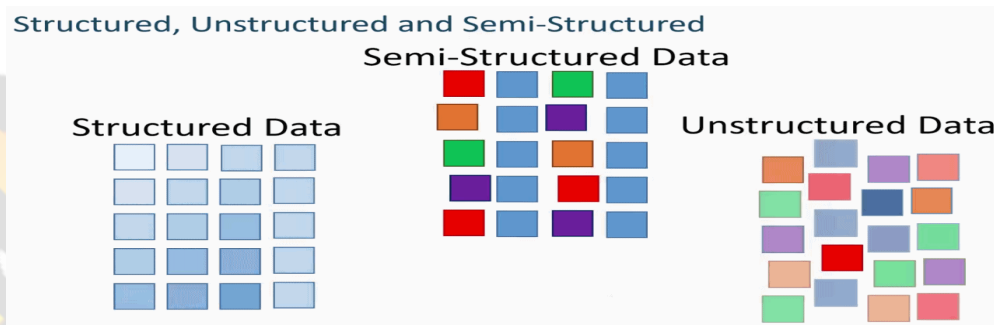 Structured, Unstructured and Semi-Structured
Semi-Structured Data
Structured Data
Unstructured Data